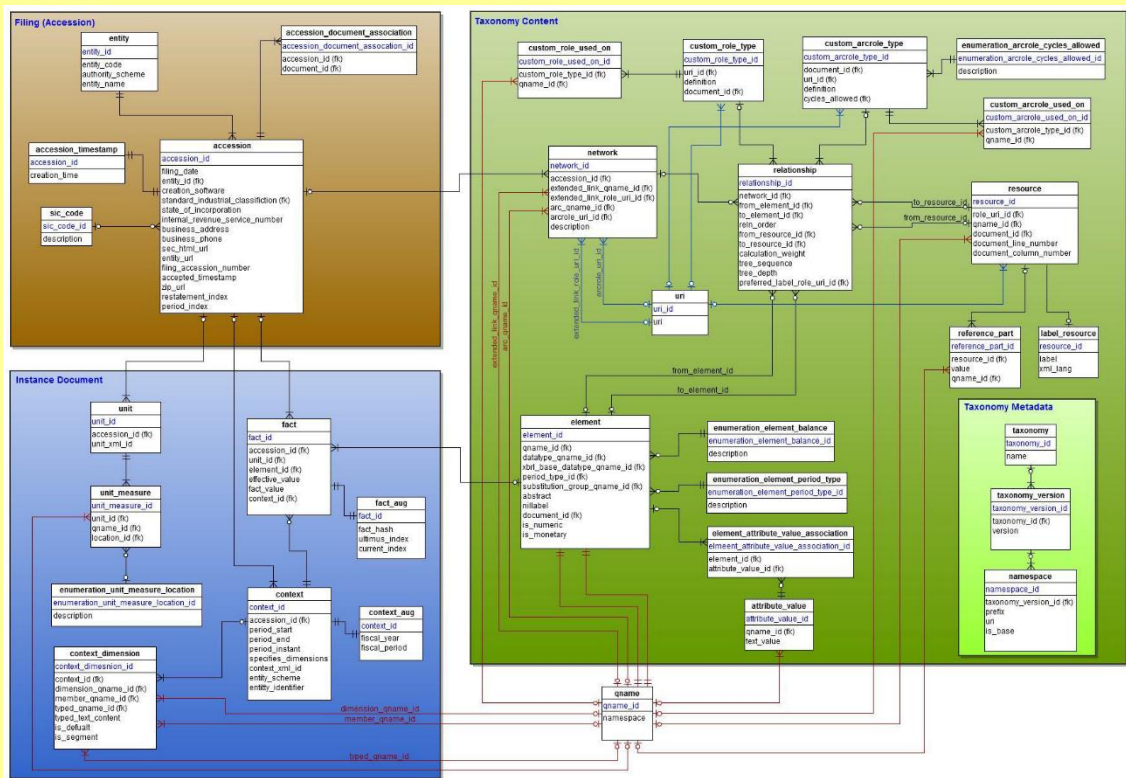 Filing (Accession)
entity
entity_id
entity_code
authority_scheme
entity_name
accession_document_association
accession_document_assocation_id
accession_id (fk)
document_id (fk)
accession_timestamp
accession_id
creation_time
sic_code
sic_code_id
description
accession
accession_id
filing_date
entity_id (fk)
creation_software
standard_industrial_classifiction (fk)
state_of_incorporation
internal_revenue_service_number
business_address
business_phone
sec_html_url
entity_url
filing_accession_number
accepted_timestamp
zip_url
restatement_index
period_index
Taxonomy Content
custom_role_used_on
custom_role_used_on_id
custom_role_type_id (fk)
qname_id (fk)
custom_role_type
custom_role_type_id
uri_id (fk)
definition
document_id (fk)
custom_arcrole_type
custom_arcrole_type_id
document_id (fk)
uri_id (fk)
definition
cycles_allowed (fk)
enumeration_arcrole_cycles_allowed
enumeration_arcrole_cycles_allowed_id
description
custom_arcrole_used_on
custom_arcrole_used_on_id
custom_arcrole_type_id (fk)
qname_id (fk)
network
network_id
accession_id (fk)
extended_link_qname_id (fk)
extended_link_role_uri_id (fk)
arc_qname_id (fk)
arcrole_uri_id (fk)
description
relationship
relationship_id
network_id (fk)
from_element_id (fk)
to_element_id (fk)
reln_order
from_resource_id (fk)
to_resource_id (fk)
calculation_weight
tree_sequence
tree_depth
preferred_label_role_uri_id (fk)
to_resource_id
from_resource_id
resource
resource_id
role_uri_id (fk)
qname_id (fk)
document_id (fk)
document_line_number
document_column_number
extended_link_qname_id
arc_qname_id
extended_link_role_uri_id
arcrole_uri_id
uri
uri_id
uri
reference_part
reference_part_id
resource_id (fk)
value
qname_id (fk)
label_resource
resource_id
label
xml_lang
from_element_id
to_element_id
element
element_id
qname_id (fk)
datatype_qname_id (fk)
xbrl_base_datatype_qname_id (fk)
period_type_id (fk)
substitution_group_qname_id (fk)
abstract
nillabel
document_id (fk)
is_numeric
is_monetary
enumeration_element_balance
enumeration_element_balance_id
description
enumeration_element_period_type
enumeration_element_period_type_id
description
element_attribute_value_association
elmeent_attribute_value_association_id
element_id (fk)
attribute_value_id (fk)
attribute_value
attribute_value_id
qname_id (fk)
text_value
Taxonomy Metadata
taxonomy
taxonomy_id
name
taxonomy_version
taxonomy_version_id
taxonomy_id (fk)
version
namespace
namespace_id
taxonomy_version_id (fk)
prefix
uri
is_base
Instance Document
unit
unit_id
accession_id (fk)
unit_xml_id
fact
fact_id
accession_id (fk)
unit_id (fk)
element_id (fk)
effective_value
fact_value
context_id (fk)
unit_measure
unit_measure_id
unit_id (fk)
qname_id (fk)
location_id (fk)
fact_aug
fact_id
fact_hash
ultimus_index
current_index
enumeration_unit_measure_location
enumeration_unit_measure_location_id
description
context
context_id
accession_id (fk)
period_start
period_end
period_instant
specifies_dimensions
context_xml_id
entity_scheme
entity_identifier
context_aug
context_id
fiscal_year
fiscal_period
context_dimension
context_dimesnion_id
context_id (fk)
dimension_qname_id (fk)
member_qname_id (fk)
typed_qname_id (fk)
typed_text_content
is_defualt
is_segment
dimension_qname_id
member_qname_id
typed_qname_id
qname
qname_id
namespace